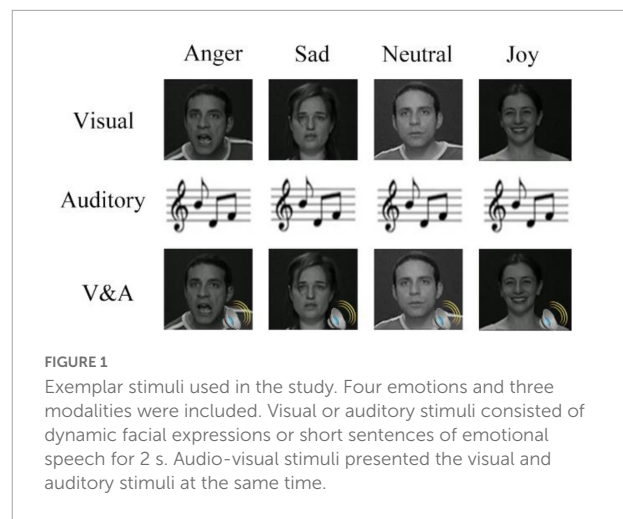 Anger Sad Neutral Joy
Visual
Auditory
V&A
FIGURE 1
Exemplar stimuli used in the study. Four emotions and three
modalities were included. Visual or auditory stimuli consisted of
dynamic facial expressions or short sentences of emotional
speech for 2 s. Audio-visual stimuli presented the visual and
auditory stimuli at the same time.